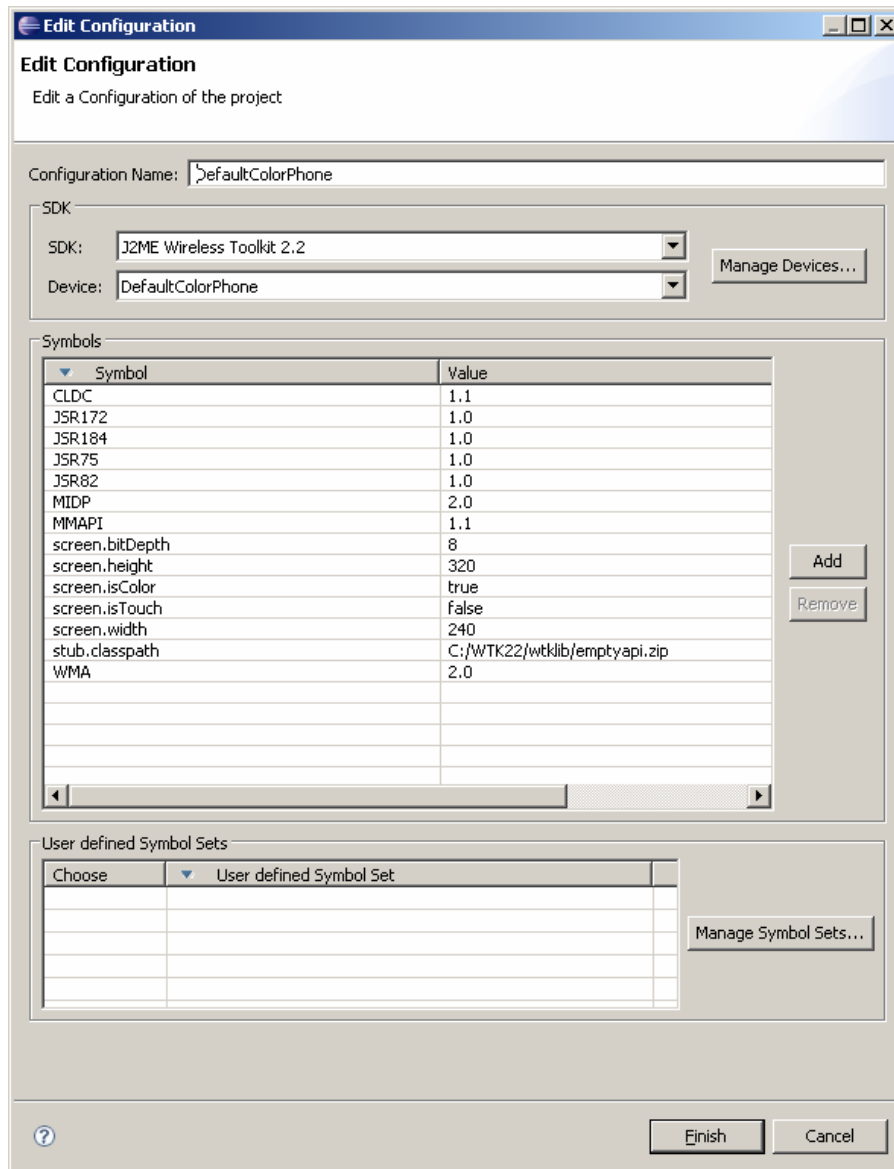 Edit Configuration
Edit Configuration
Edit a Configuration of the project
Configuration Name: DefaultColorPhone
SDK
SDK: J2ME Wireless Toolkit 2.2
Manage Devices...
Device: DefaultColorPhone
Symbols
Symbol Value
CLDC 1.1
JSR172 1.0
JSR184 1.0
JSR75 1.0
JSR82 1.0
MIDP 2.0
MMAPI 1.1
screen.bitDepth 8
screen.height 320
screen.isColor true
screen.isTouch false
screen.width 240
stub.classpath C:/WTK22/wtklib/emptyapi.zip
WMA 2.0
Add
Remove
User defined Symbol Sets
Choose User defined Symbol Set
Manage Symbol Sets...
? Finish Cancel